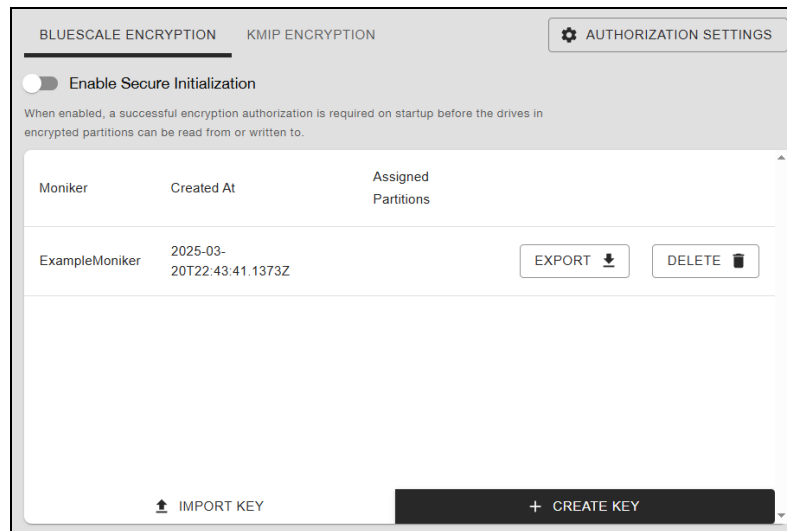 BLUESCALE ENCRYPTION KMIP ENCRYPTION AUTHORIZATION SETTINGS
Enable Secure Initialization
When enabled, a successful encryption authorization is required on startup before the drives in
encrypted partitions can be read from or written to.
Moniker Created At Assigned
Partitions
ExampleMoniker 2025-03-
20T22:43:41.1373Z EXPORT DELETE
IMPORT KEY + CREATE KEY